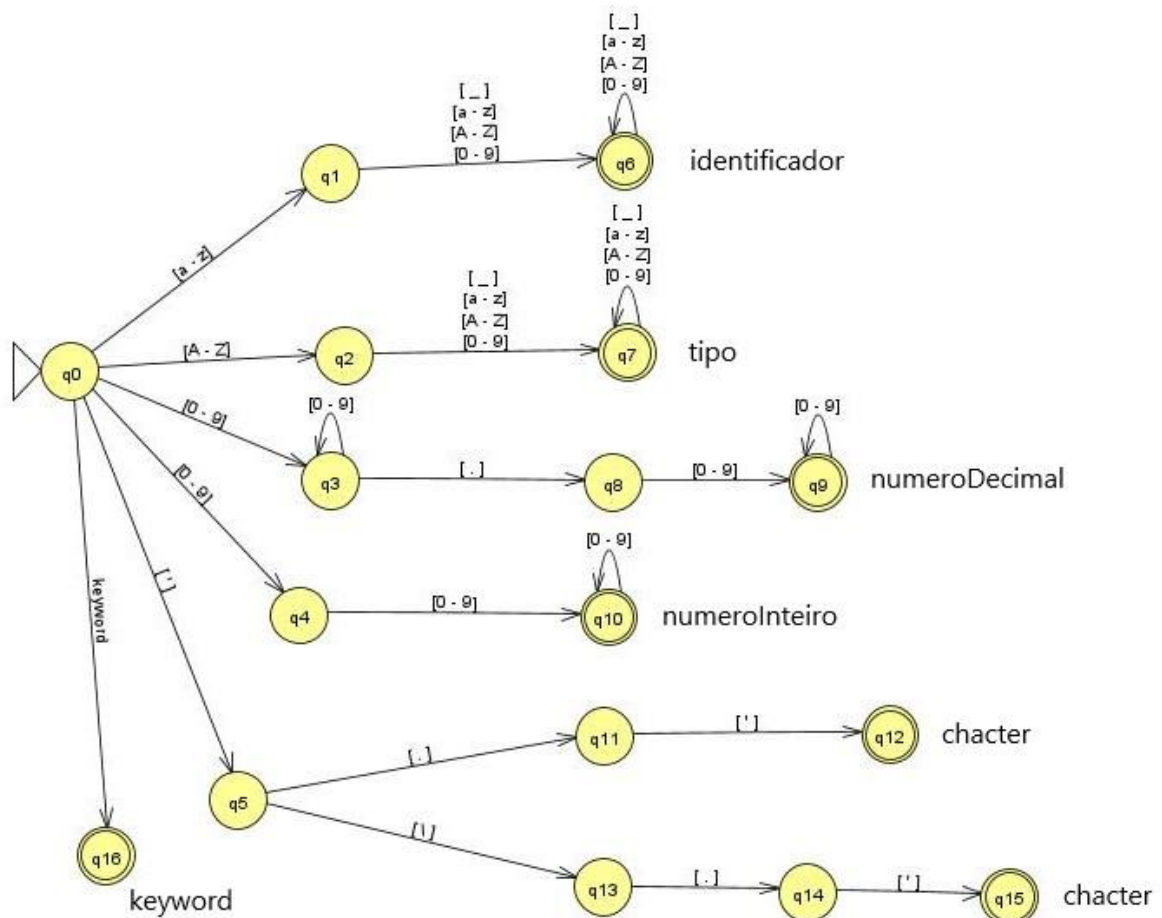 [ _ ]
[a - z]
[A - Z]
[0 - 9]
[ _ ]
[a - z]
[A - Z]
[0 - 9]
q1
q6
identificador
[a - z]
[ _ ]
[a - z]
[A - Z]
[0 - 9]
[ _ ]
[a - z]
[A - Z]
[0 - 9]
q0
[A - Z]
q2
q7
tipo
[0 - 9]
[0 - 9]
[0 - 9]
q3
[ . ]
q8
[0 - 9]
q9
numeroDecimal
[0 - 9]
[0 - 9]
q4
[0 - 9]
q10
numeroInteiro
keyword
[ ' ]
q5
[ . ]
q11
[ ' ]
q12
chacter
[ \ ]
q13
[ . ]
q14
[ ' ]
q15
chacter
q16
keyword